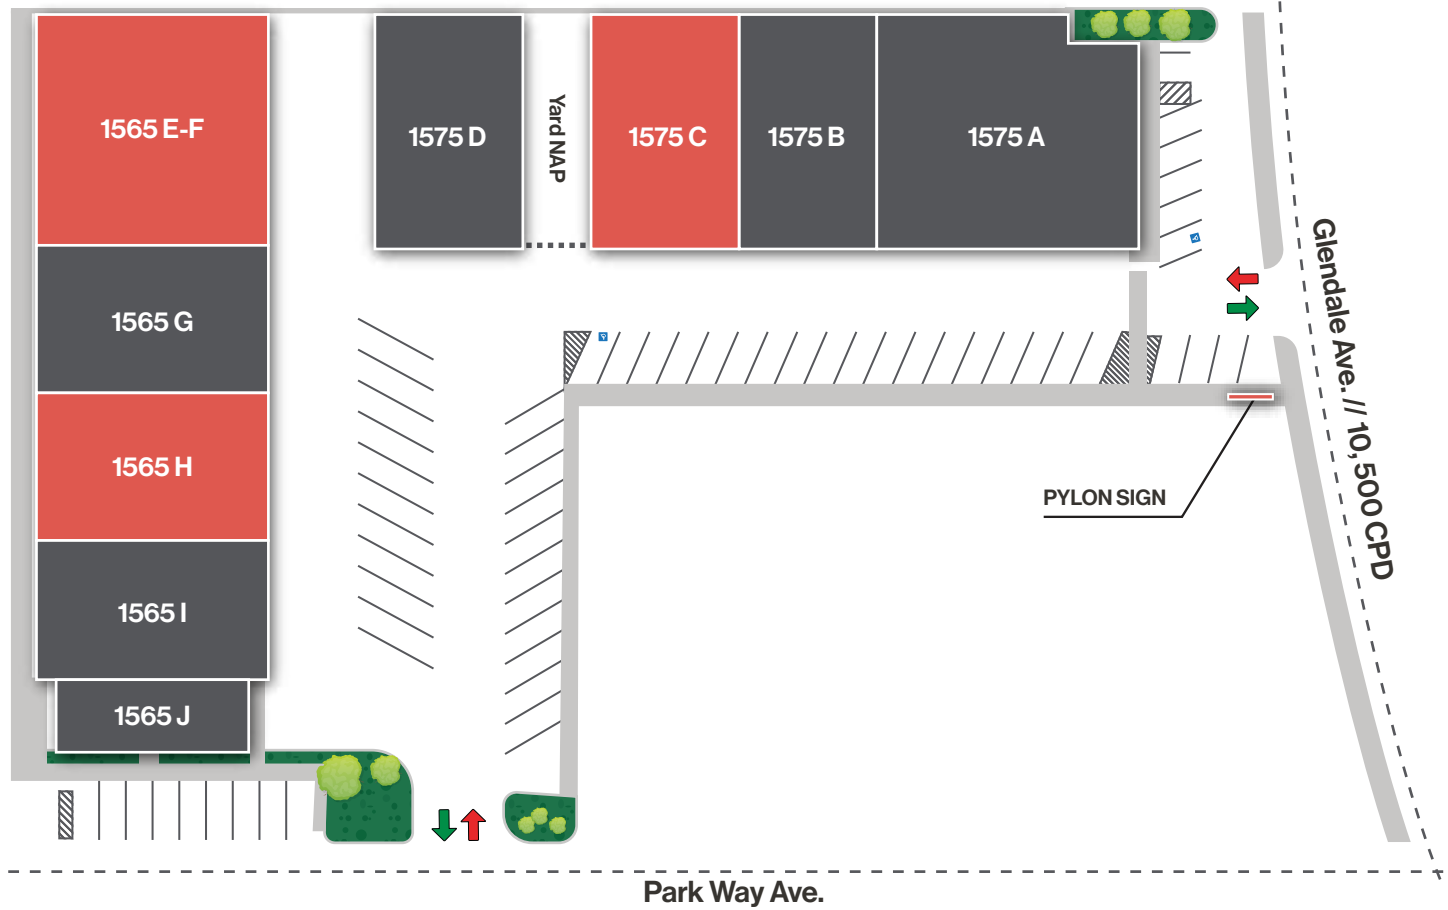 1565 E-F
1575 D
Yard NAP
1575 C
1575 B
1575 A
1565 G
Glendale Ave. // 10,500 CPD
1565 H
PYLON SIGN
1565 I
1565 J
Park Way Ave.